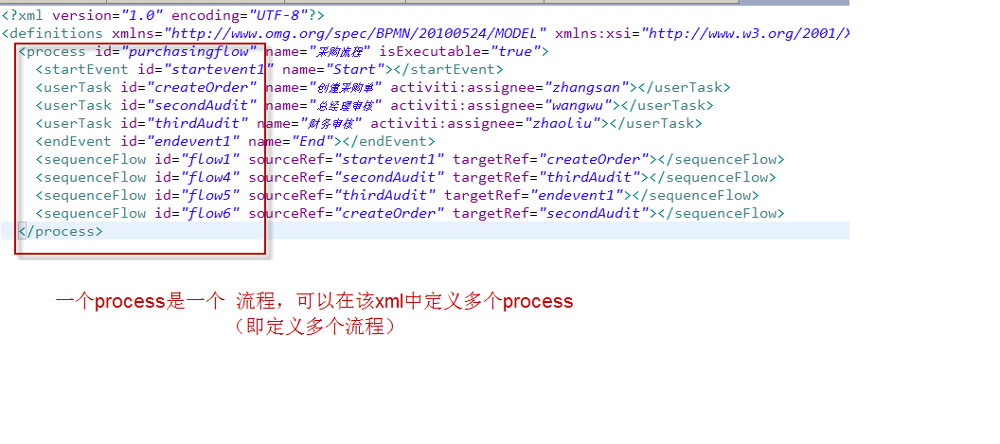 <?xml version="1.0" encoding="UTF-8"?>
<definitions xmlns="http://www.omg.org/spec/BPMN/20100524/MODEL" xmlns:xsi="http://www.w3.org/2001/X
<process id="purchasingflow" name="采购流程" isExecutable="true">
<startEvent id="startevent1" name="Start"></startEvent>
<userTask id="createOrder" name="创建采购单" activiti:assignee="zhangsan"></userTask>
<userTask id="secondAudit" name="总经理审核" activiti:assignee="wangwu"></userTask>
<userTask id="thirdAudit" name="财务审核" activiti:assignee="zhaoliu"></userTask>
<endEvent id="endevent1" name="End"></endEvent>
<sequenceFlow id="flow1" sourceRef="startevent1" targetRef="createOrder"></sequenceFlow>
<sequenceFlow id="flow4" sourceRef="secondAudit" targetRef="thirdAudit"></sequenceFlow>
<sequenceFlow id="flow5" sourceRef="thirdAudit" targetRef="endevent1"></sequenceFlow>
<sequenceFlow id="flow6" sourceRef="createOrder" targetRef="secondAudit"></sequenceFlow>
</process>
一个process是一个 流程，可以在该xml中定义多个process
（即定义多个流程）